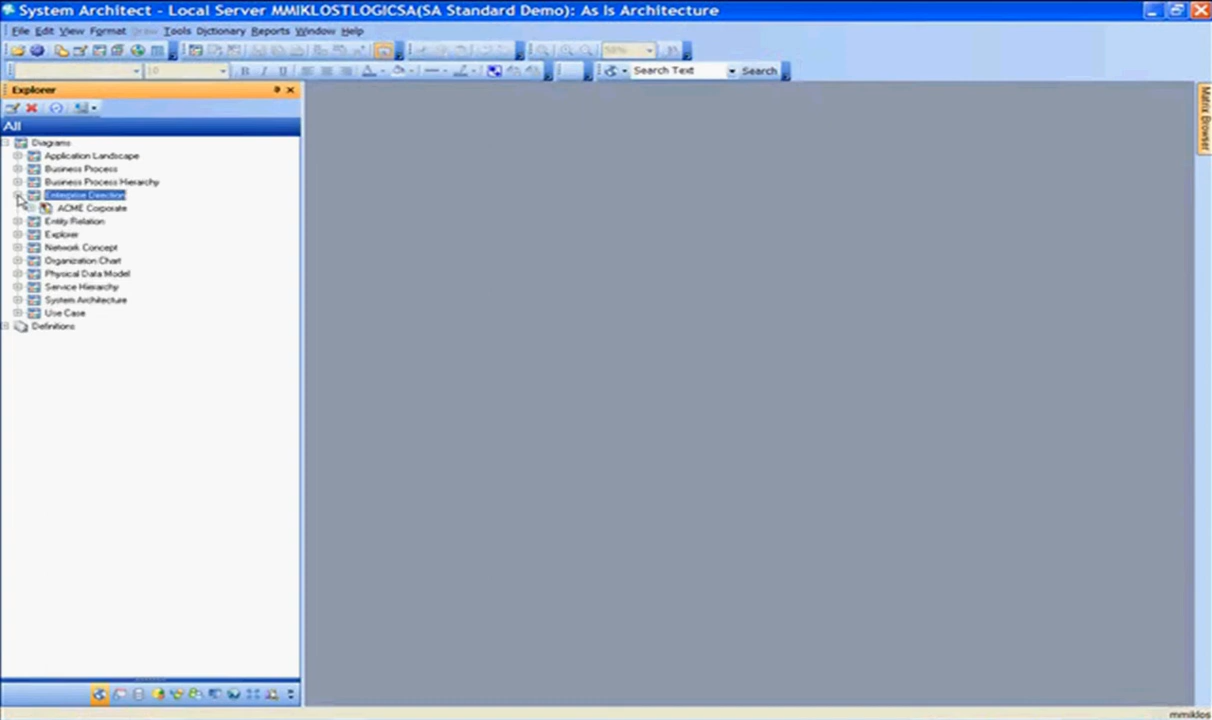 System Architect - Local Server MMIKLOSTLOGICSA(SA Standard Demo): As Is Architecture
File Edit View Format Draw Tools Dictionary Reports Window Help
50%
10 B I U Search Text Search
Explorer
All
Diagrams
Application Landscape
Business Process
Business Process Hierarchy
Enterprise Direction
ACME Corporate
Entity Relation
Explorer
Network Concept
Organization Chart
Physical Data Model
Service Hierarchy
System Architecture
Use Case
Definitions
Matrix Browser
mmiklos